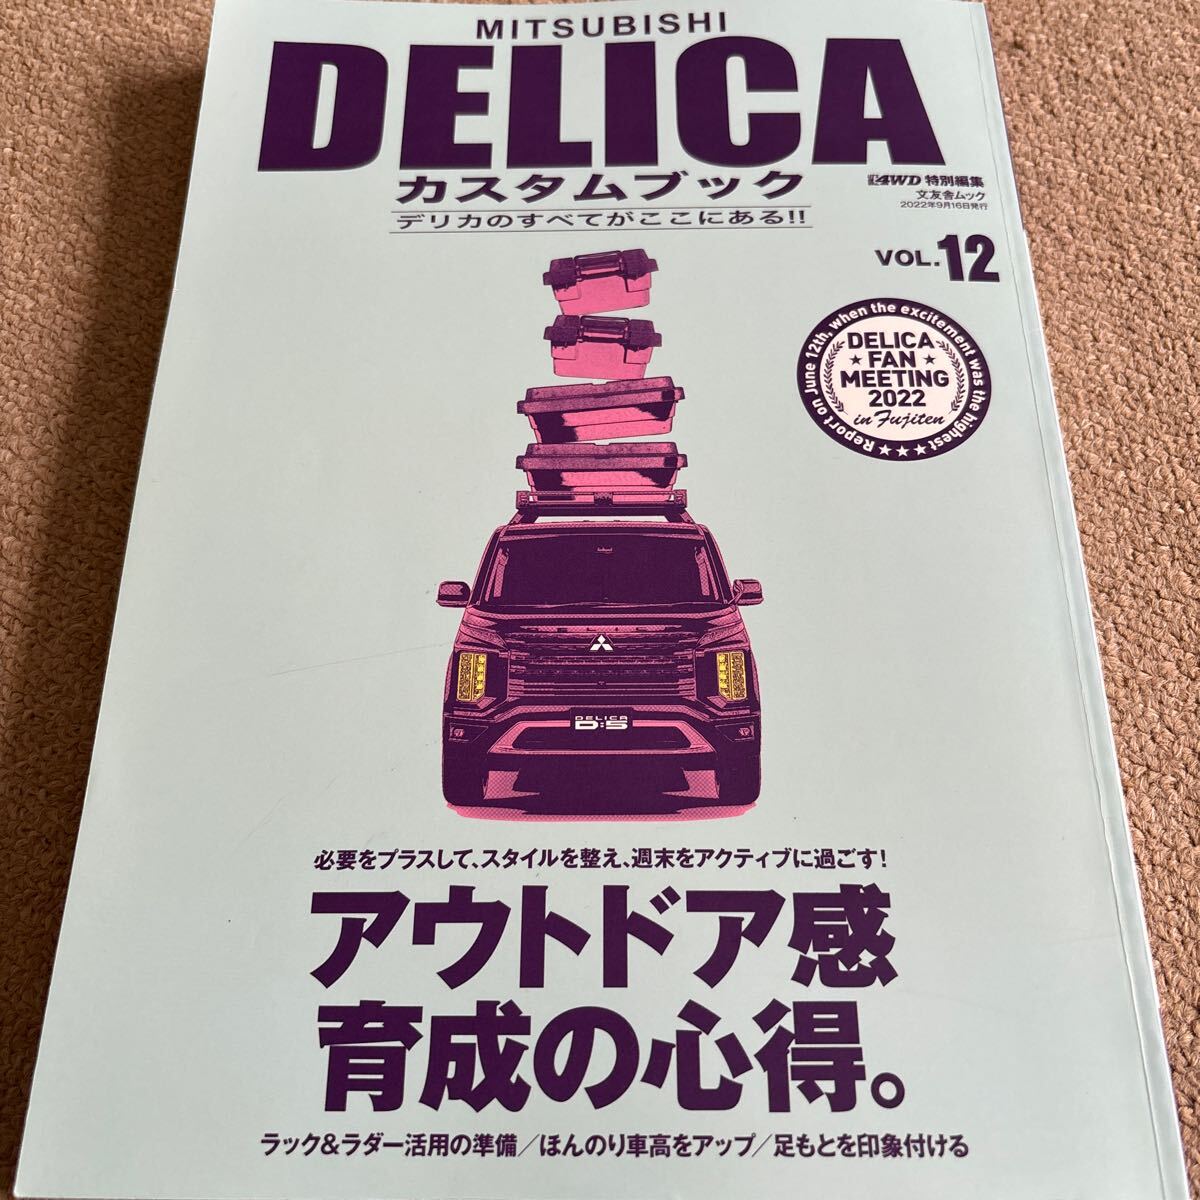 MITSUBISHI
DELICA
カスタムブック
デリカのすべてがここにある!!
4WD 特別編集
文友舎ムック
2022年9月16日発行
VOL.12
Report on June 12th, when the excitement was the highest
DELICA
FAN
MEETING
2022
in Fujiten
DELICA
D:5
必要をプラスして、スタイルを整え、週末をアクティブに過ごす!
アウトドア感
育成の心得。
ラック&ラダー活用の準備/ほんのり車高をアップ/足もとを印象付ける